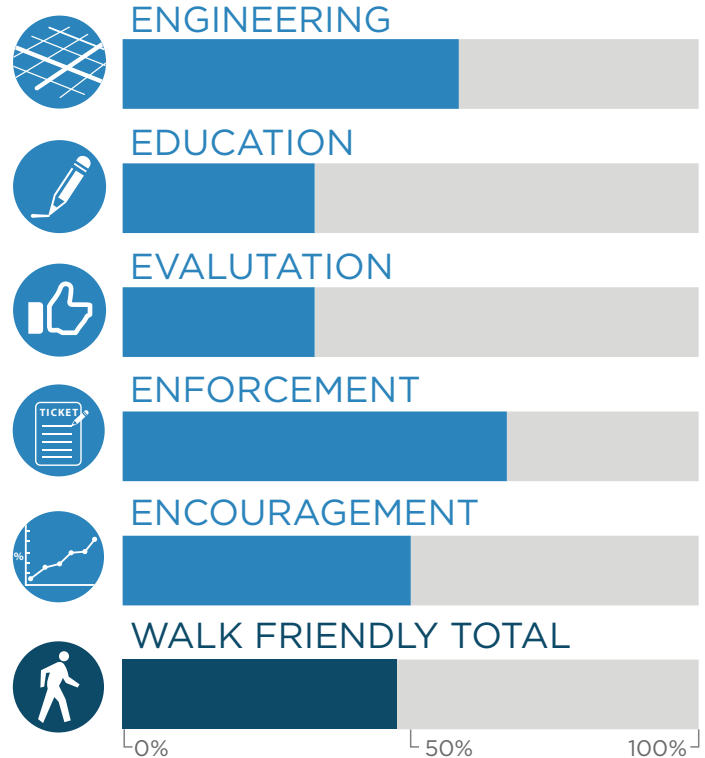 ENGINEERING
EDUCATION
EVALUTATION
TICKET
ENFORCEMENT
%
ENCOURAGEMENT
WALK FRIENDLY TOTAL
0% 50% 100%